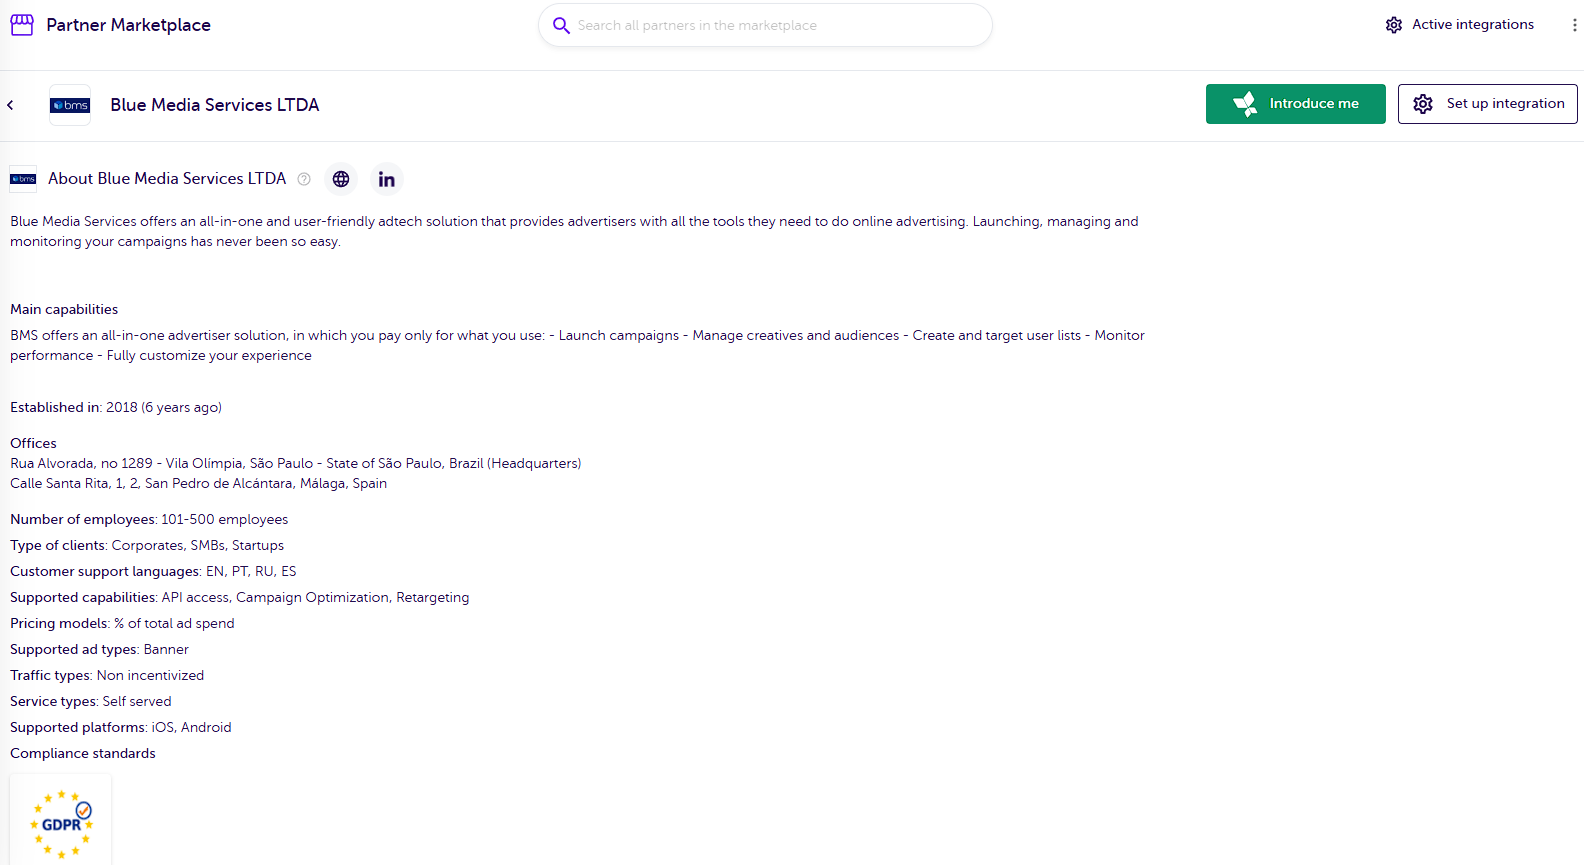 Partner Marketplace
Search all partners in the marketplace
Active integrations
bms
Blue Media Services LTDA
Introduce me
Set up integration
bms
About Blue Media Services LTDA
?
in
Blue Media Services offers an all-in-one and user-friendly adtech solution that provides advertisers with all the tools they need to do online advertising. Launching, managing and
monitoring your campaigns has never been so easy.
Main capabilities
BMS offers an all-in-one advertiser solution, in which you pay only for what you use: - Launch campaigns - Manage creatives and audiences - Create and target user lists - Monitor
performance - Fully customize your experience
Established in: 2018 (6 years ago)
Offices
Rua Alvorada, no 1289 - Vila Olímpia, São Paulo - State of São Paulo, Brazil (Headquarters)
Calle Santa Rita, 1, 2, San Pedro de Alcántara, Málaga, Spain
Number of employees: 101-500 employees
Type of clients: Corporates, SMBs, Startups
Customer support languages: EN, PT, RU, ES
Supported capabilities: API access, Campaign Optimization, Retargeting
Pricing models: % of total ad spend
Supported ad types: Banner
Traffic types: Non incentivized
Service types: Self served
Supported platforms: iOS, Android
Compliance standards
GDPR